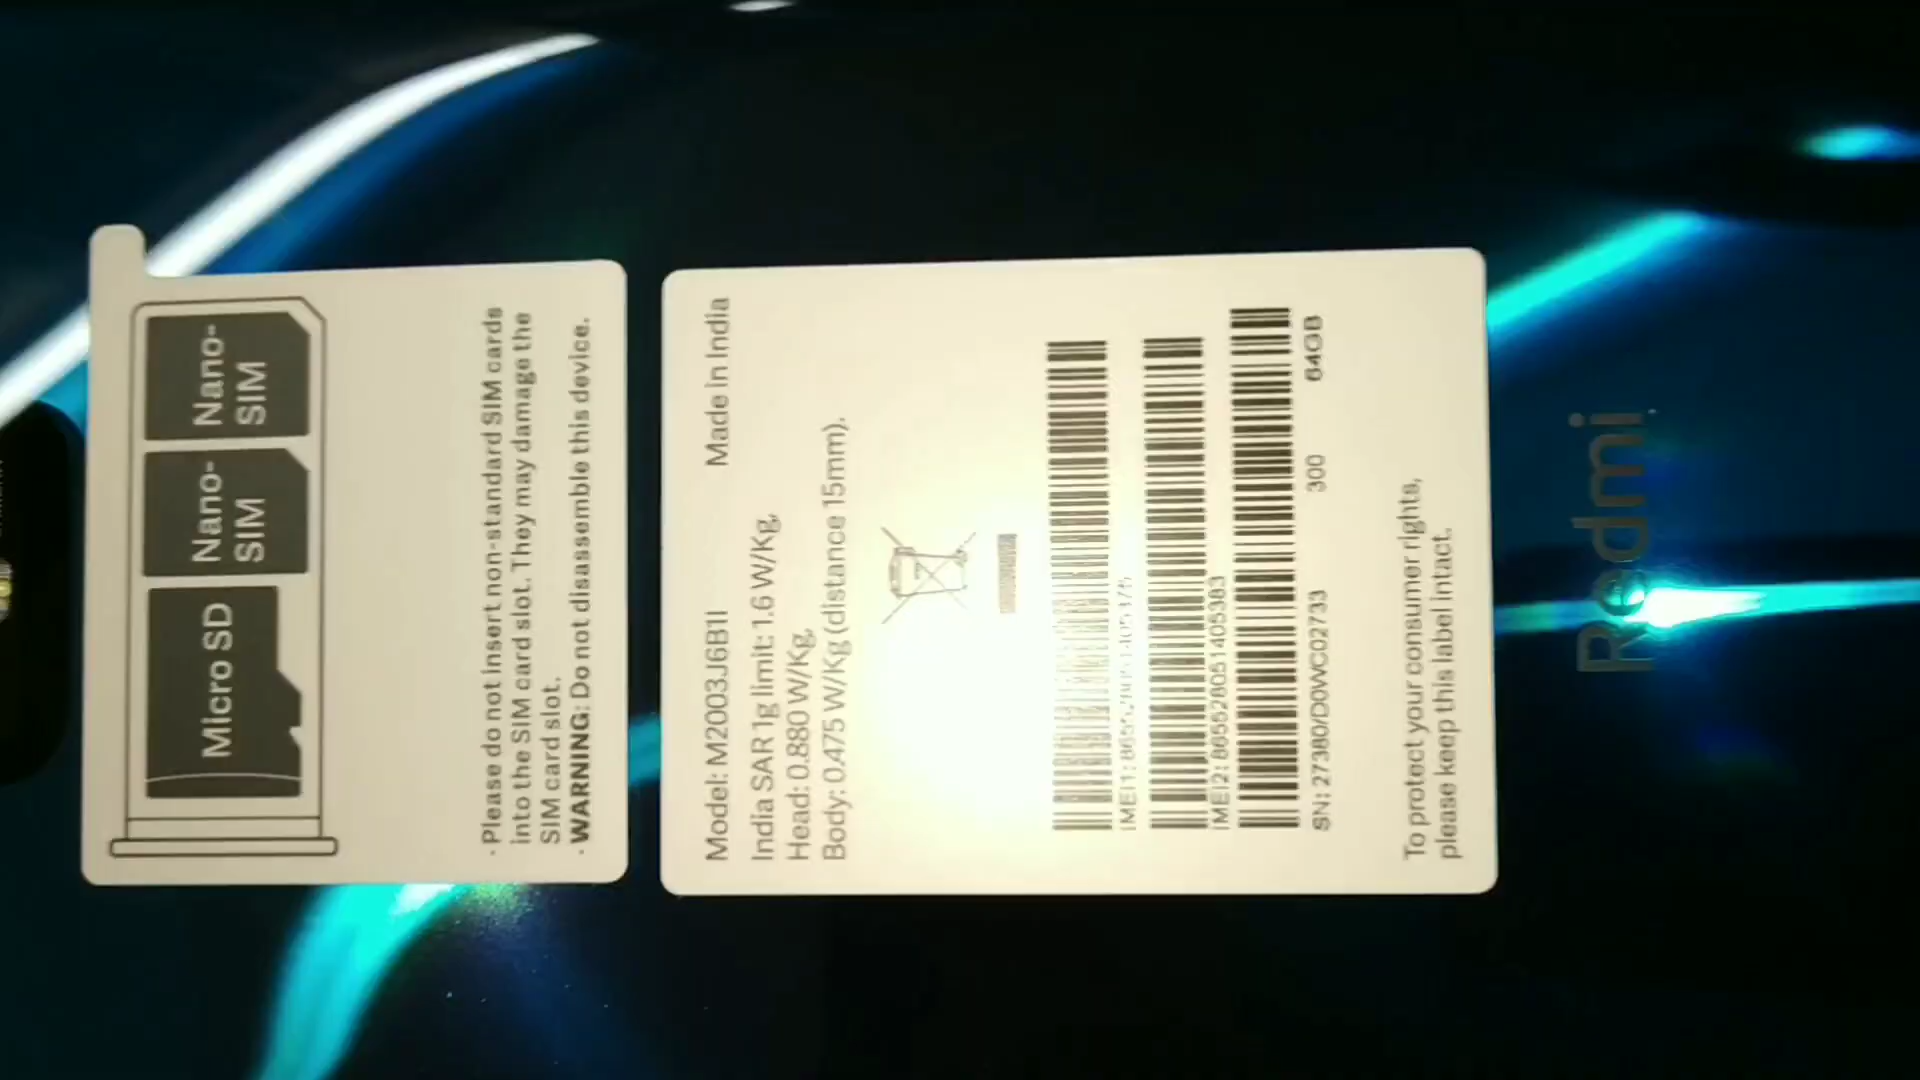 Nano-
SIM
Nano-
SIM
Micro SD
· Please do not insert non-standard SIM cards
into the SIM card slot. They may damage the
SIM card slot.
· WARNING: Do not disassemble this device.
Model: M2003J6B1I Made in India
India SAR 1g limit: 1.6 W/Kg,
Head: 0.880 W/Kg,
Body: 0.475 W/Kg (distance 15mm).
IMEI1:
IMEI2: 865528051405383
SN: 27380/D0WC02733 300 64GB
To protect your consumer rights,
please keep this label intact.
Redmi